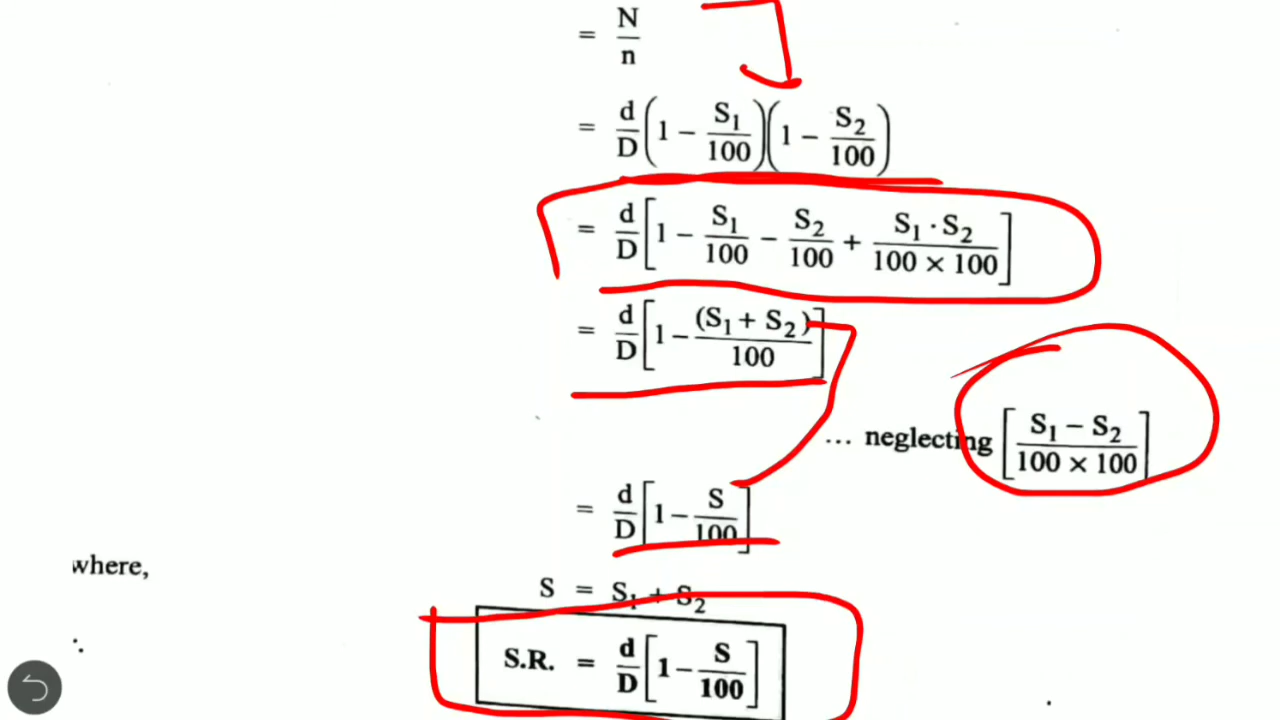 = N/n
= d/D (1 − S₁/100)(1 − S₂/100)
= d/D [1 − S₁/100 − S₂/100 + S₁ · S₂/100 × 100]
= d/D [1 − (S₁ + S₂)/100]
... neglecting [S₁ − S₂/100 × 100]
= d/D [1 − S/100]
where,
S = S₁ + S₂
∴
S.R. = d/D [1 − S/100]